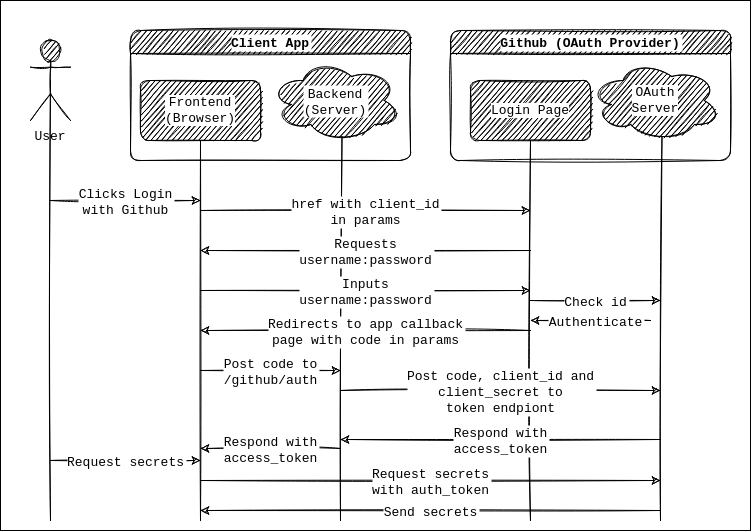 Client App
Github (OAuth Provider)
Frontend
(Browser)
Backend
(Server)
Login Page
OAuth
Server
User
Clicks Login
with Github
href with client_id
in params
Requests
username:password
Inputs
username:password
Check id
Authenticate
Redirects to app callback
page with code in params
Post code to
/github/auth
Post code, client_id and
client_secret to
token endpiont
Respond with
access_token
Respond with
access_token
Request secrets
Request secrets
with auth_token
Send secrets